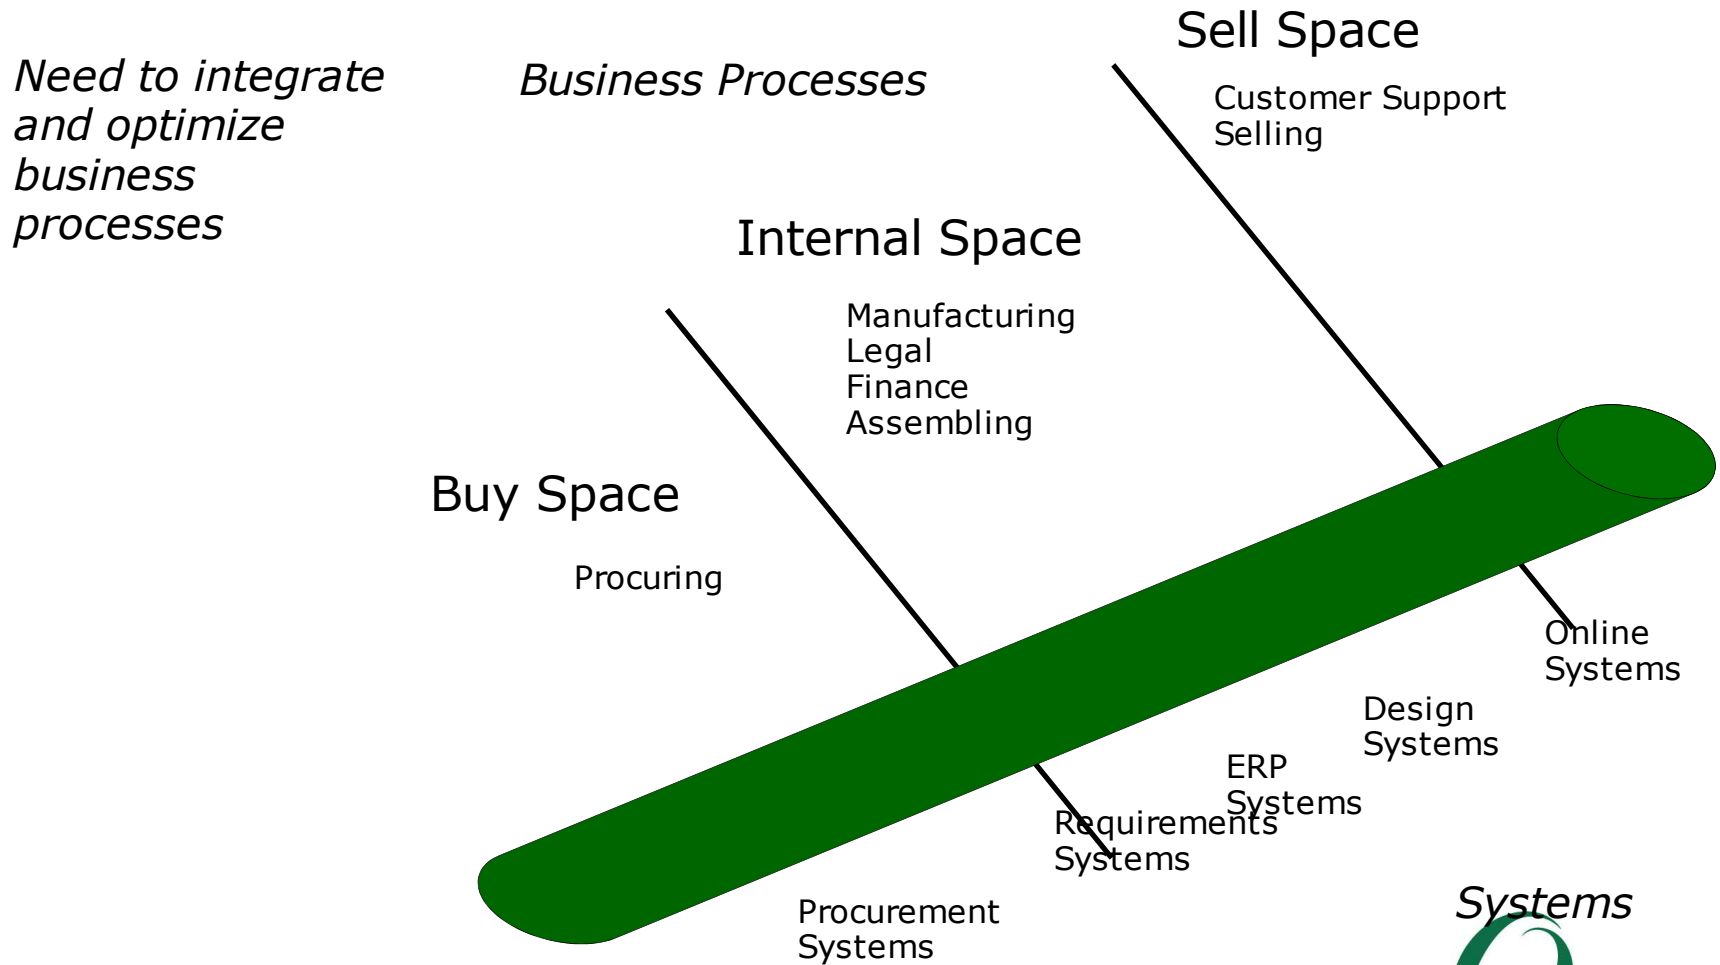 Need to integrate
and optimize
business
processes
Business Processes
Sell Space
Customer Support
Selling
Internal Space
Manufacturing
Legal
Finance
Assembling
Buy Space
Procuring
Online
Systems
Design
Systems
ERP
Systems
Requirements
Systems
Procurement
Systems
Systems